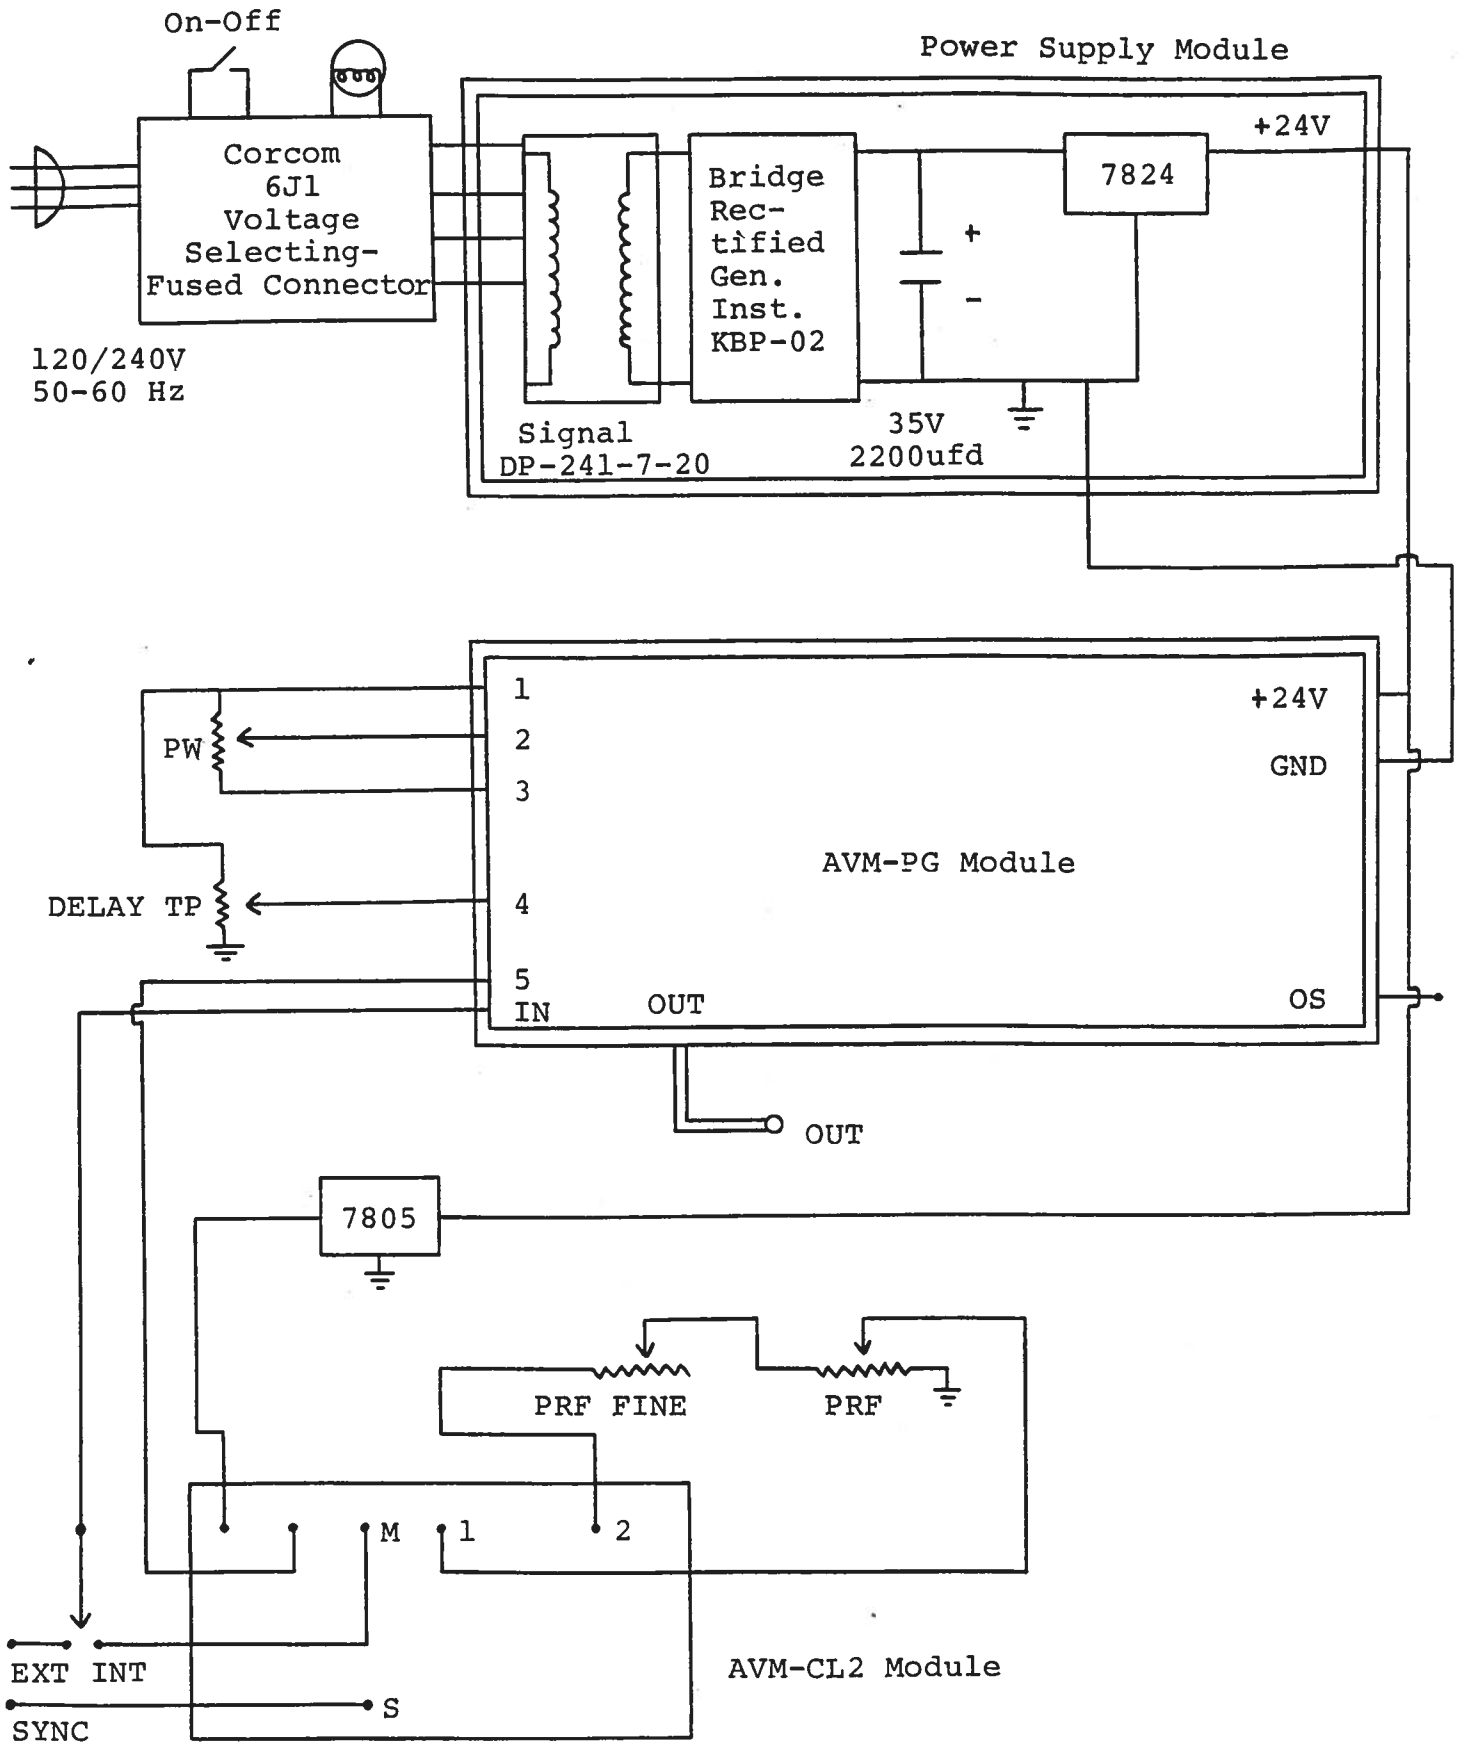 On-Off
Power Supply Module
+24V
Corcom
6J1
Voltage
Selecting-
Fused Connector
Bridge
Rec-
tified
Gen.
Inst.
KBP-02
7824
+
-
120/240V
50-60 Hz
Signal
DP-241-7-20
35V
2200ufd
1
2
3
4
5
IN
PW
DELAY TP
+24V
GND
AVM-PG Module
OUT
OS
OUT
7805
PRF FINE
PRF
M
1
2
EXT INT
AVM-CL2 Module
S
SYNC